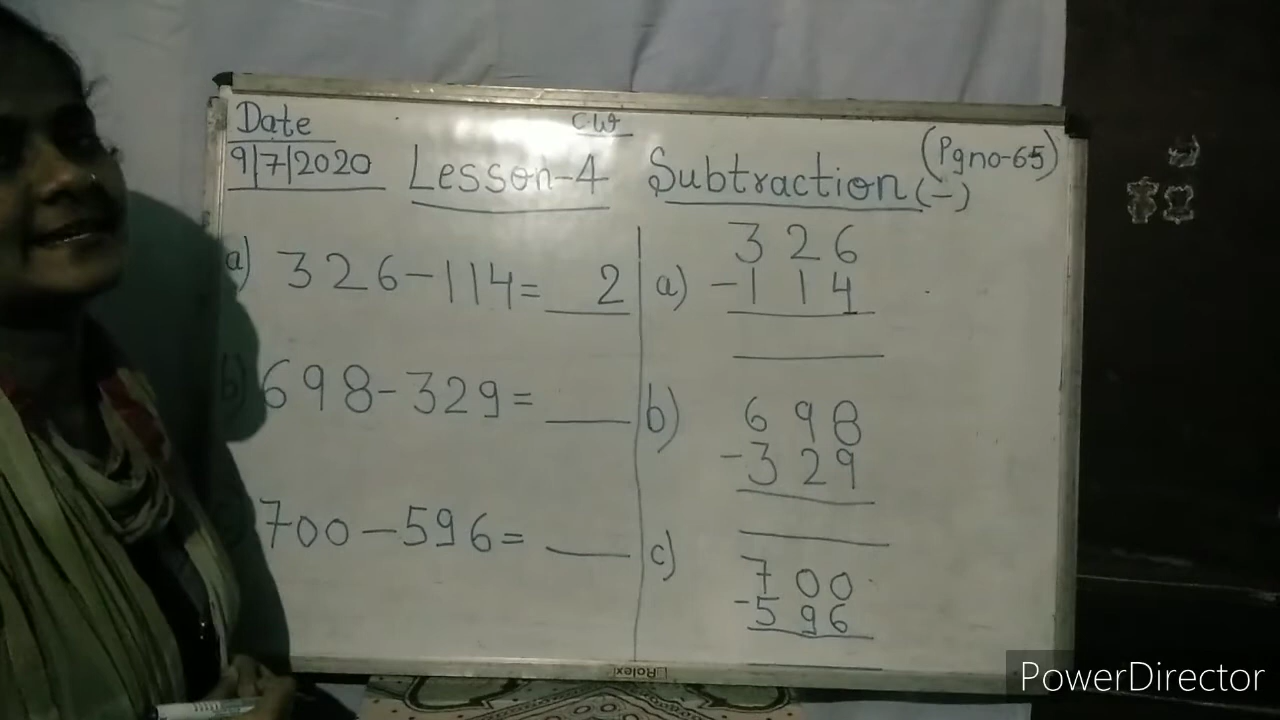 Date
CW
9/7/2020
Lesson-4 Subtraction (-)
(Pgno-65)
a) 326-114= 2
b) 698-329=
700-596=
a) 326
-114
b) 698
-329
c) 700
-596
Rolex
PowerDirector